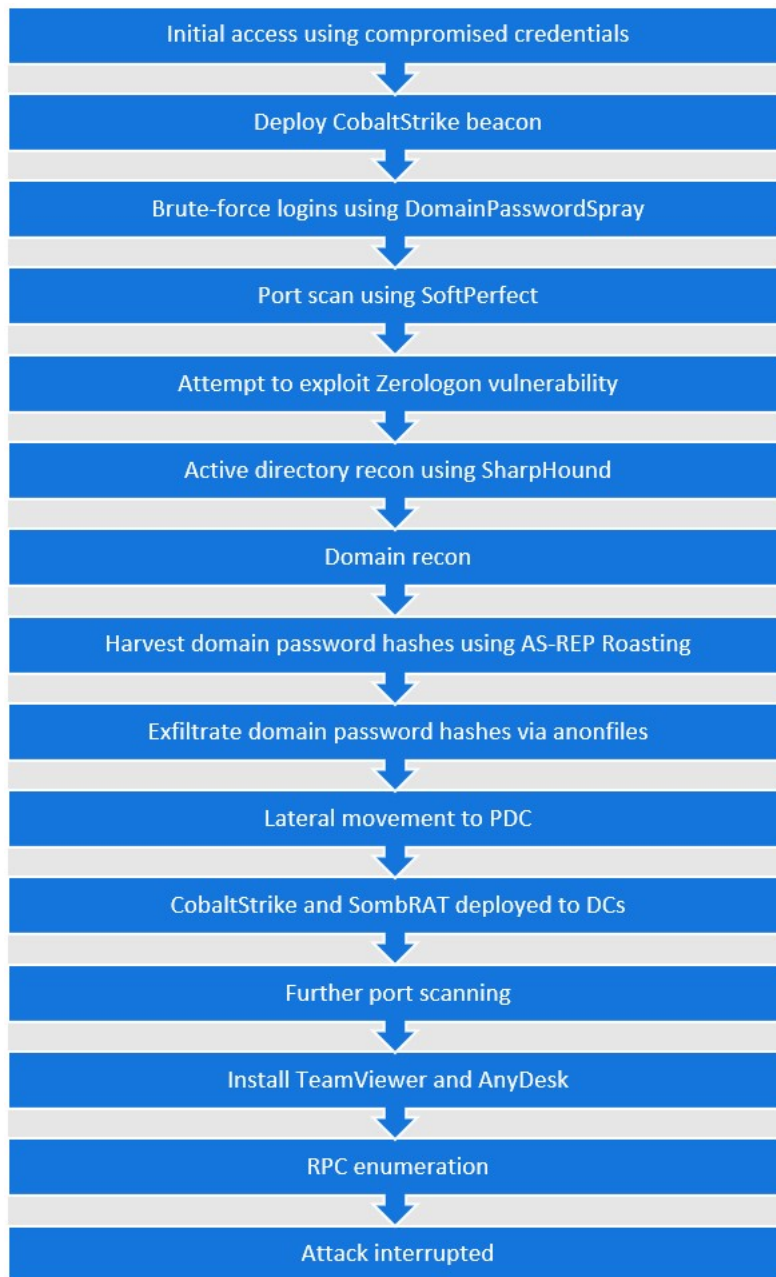 Initial access using compromised credentials
Deploy CobaltStrike beacon
Brute-force logins using DomainPasswordSpray
Port scan using SoftPerfect
Attempt to exploit Zerologon vulnerability
Active directory recon using SharpHound
Domain recon
Harvest domain password hashes using AS-REP Roasting
Exfiltrate domain password hashes via anonfiles
Lateral movement to PDC
CobaltStrike and SombRAT deployed to DCs
Further port scanning
Install TeamViewer and AnyDesk
RPC enumeration
Attack interrupted